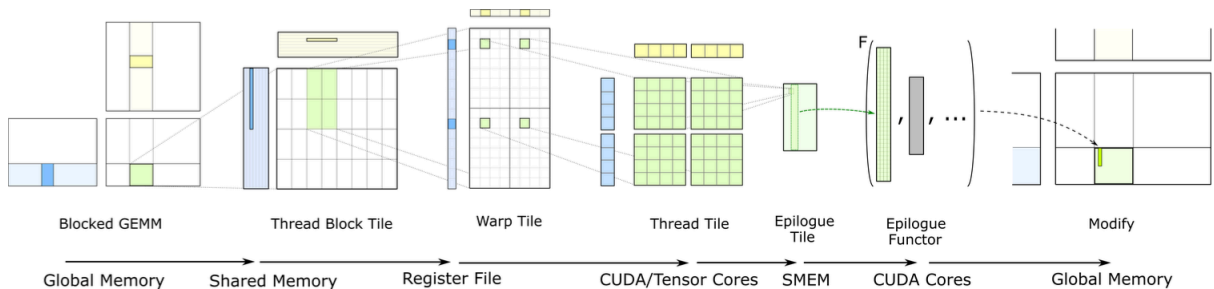 F
, , ...
Blocked GEMM
Thread Block Tile
Warp Tile
Thread Tile
Epilogue
Tile
Epilogue
Functor
Modify
Global Memory
Shared Memory
Register File
CUDA/Tensor Cores
SMEM
CUDA Cores
Global Memory